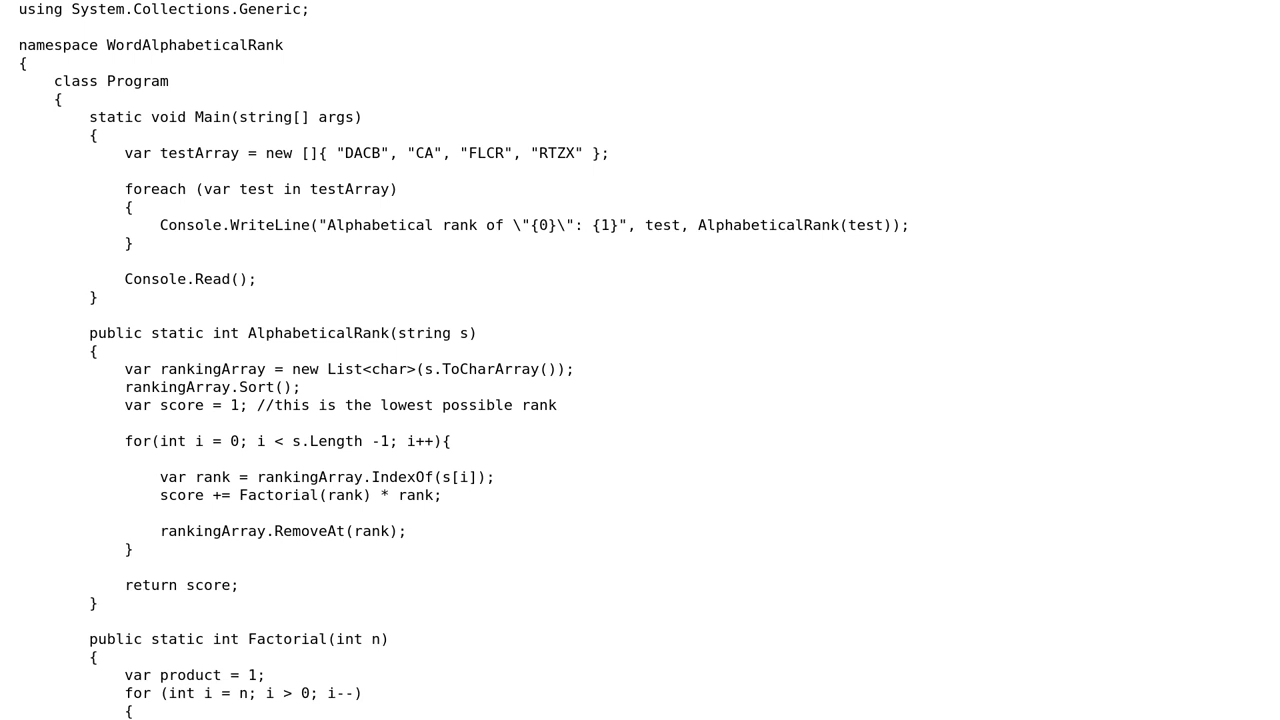 using System.Collections.Generic;

namespace WordAlphabeticalRank
{
    class Program
    {
        static void Main(string[] args)
        {
            var testArray = new []{ "DACB", "CA", "FLCR", "RTZX" };

            foreach (var test in testArray)
            {
                Console.WriteLine("Alphabetical rank of \"{0}\": {1}", test, AlphabeticalRank(test));
            }

            Console.Read();
        }

        public static int AlphabeticalRank(string s)
        {
            var rankingArray = new List<char>(s.ToCharArray());
            rankingArray.Sort();
            var score = 1; //this is the lowest possible rank

            for(int i = 0; i < s.Length -1; i++){

                var rank = rankingArray.IndexOf(s[i]);
                score += Factorial(rank) * rank;

                rankingArray.RemoveAt(rank);
            }

            return score;
        }

        public static int Factorial(int n)
        {
            var product = 1;
            for (int i = n; i > 0; i--)
            {